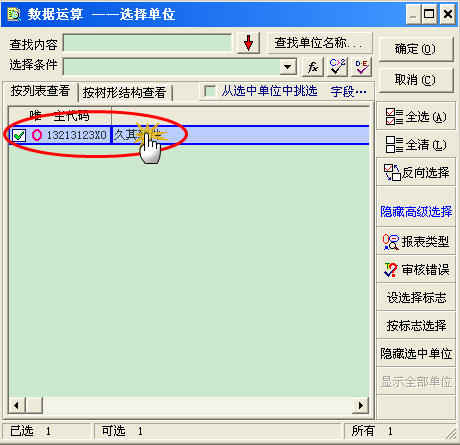 数据运算 ——选择单位
查找内容
查找单位名称...
确定(O)
选择条件
fx
D-E
取消(C)
按列表查看
按树形结构查看
从选中单位中挑选
字段…
唯
主代码
13213123X0
久其
全选(A)
全清(L)
反向选择
隐藏高级选择
报表类型
审核错误
设选择标志
按标志选择
隐藏选中单位
显示全部单位
已选 1
可选 1
所有 1